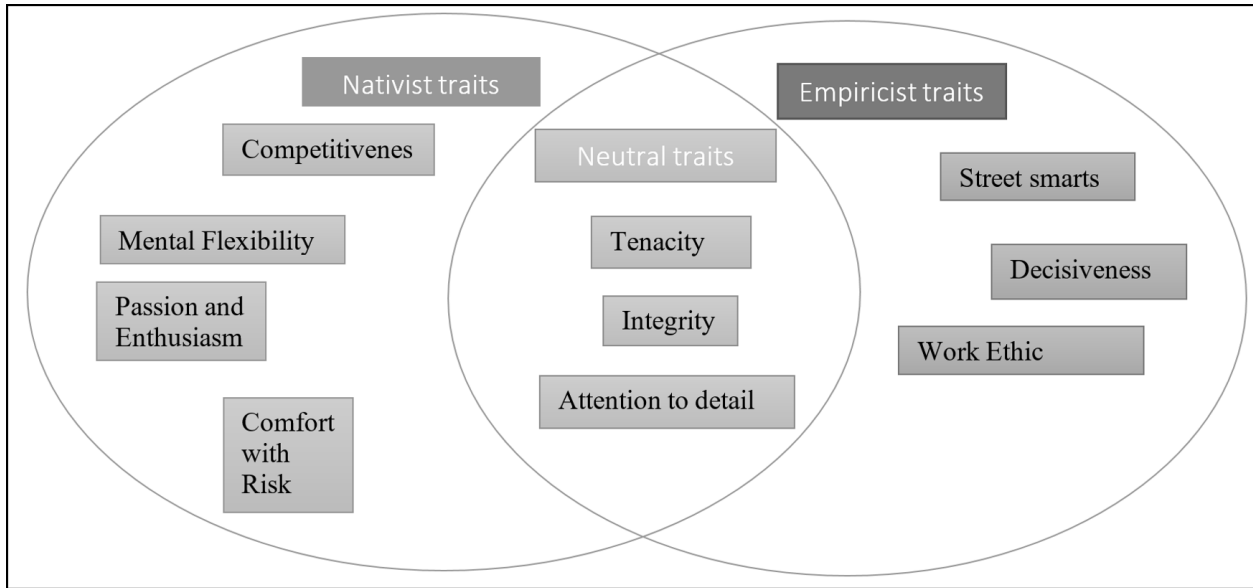 Nativist traits
Competitivenes
Mental Flexibility
Passion and
Enthusiasm
Comfort
with
Risk
Neutral traits
Tenacity
Integrity
Attention to detail
Empiricist traits
Street smarts
Decisiveness
Work Ethic